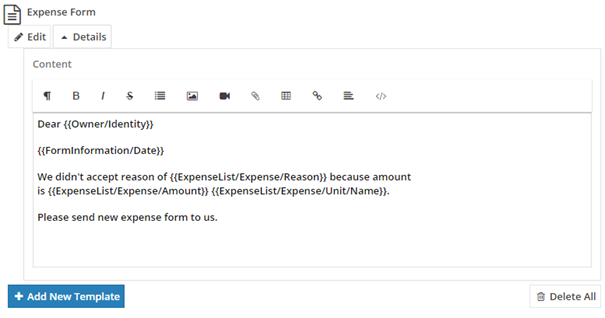 Expense Form
Edit Details
Content
Dear {{Owner/Identity}}
{{FormInformation/Date}}
We didn't accept reason of {{ExpenseList/Expense/Reason}} because amount
is {{ExpenseList/Expense/Amount}} {{ExpenseList/Expense/Unit/Name}}.
Please send new expense form to us.
Add New Template Delete All